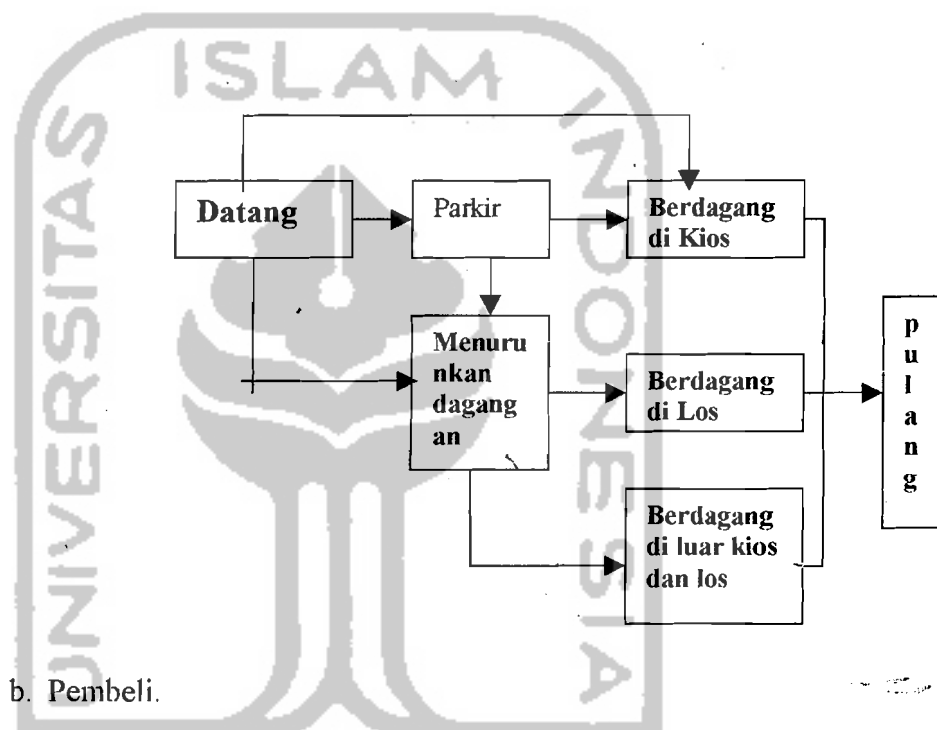 UNIVERSITAS
ISLAM
INDONESIA
Datang
Parkir
Berdagang
di Kios
Menuru
nkan
dagang
an
Berdagang
di Los
Berdagang
di luar kios
dan los
p
u
l
a
n
g
b. Pembeli.